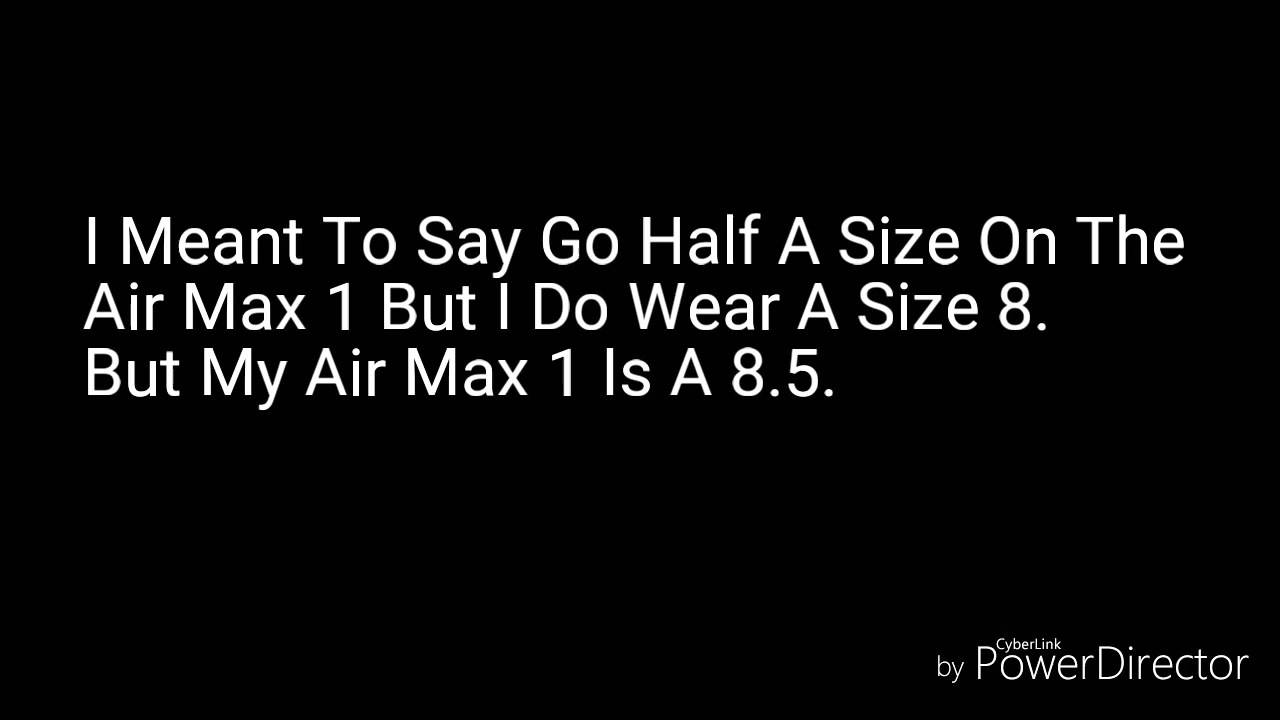 I Meant To Say Go Half A Size On The
Air Max 1 But I Do Wear A Size 8.
But My Air Max 1 Is A 8.5.
CyberLink
by PowerDirector